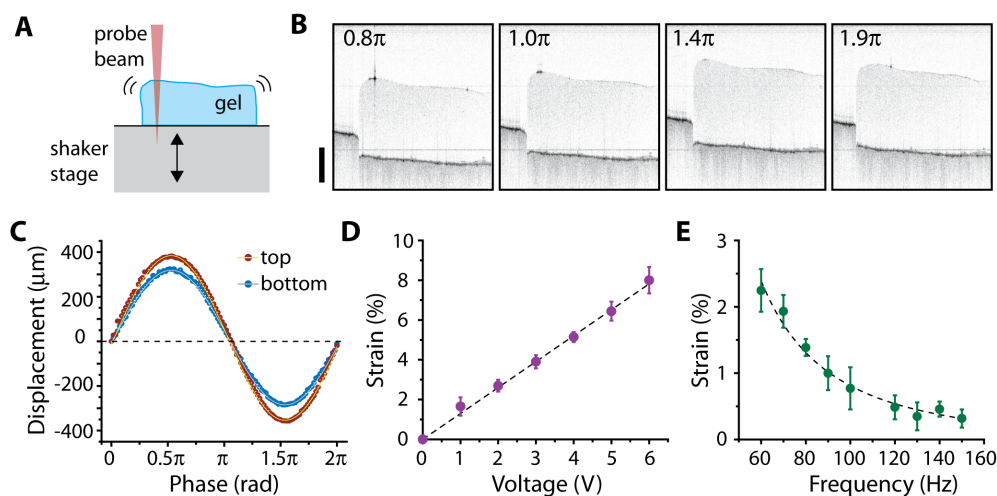 A
probe
beam
gel
shaker
stage
B
0.8π
1.0π
1.4π
1.9π
C
Displacement (μm)
400
200
0
-200
-400
top
bottom
0
0.5π
π
1.5π
2π
Phase (rad)
D
Strain (%)
10
8
6
4
2
0
0
1
2
3
4
5
6
Voltage (V)
E
Strain (%)
3
2
1
0
60
80
100
120
140
160
Frequency (Hz)